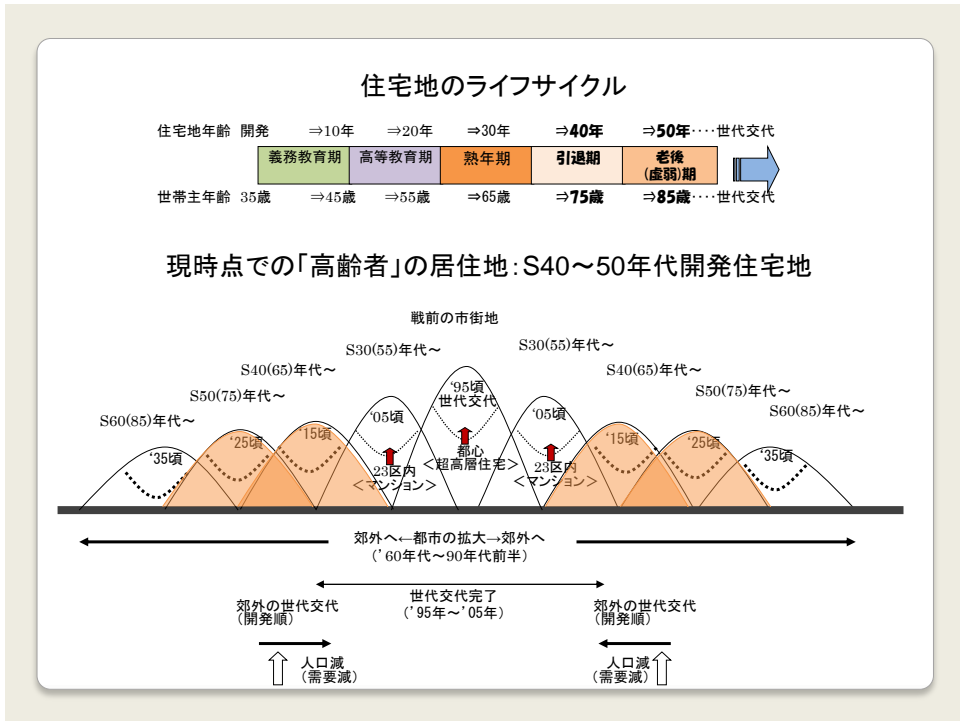 住宅地のライフサイクル
住宅地年齢 開発 ⇒10年 ⇒20年 ⇒30年 ⇒40年 ⇒50年‥‥世代交代
義務教育期 高等教育期 熟年期 引退期 老後
(虚弱)期
世帯主年齢 35歳 ⇒45歳 ⇒55歳 ⇒65歳 ⇒75歳 ⇒85歳‥‥世代交代
現時点での「高齢者」の居住地:S40〜50年代開発住宅地
戦前の市街地
S30(55)年代〜 S30(55)年代〜
S40(65)年代〜 S40(65)年代〜
S50(75)年代〜 S50(75)年代〜
S60(85)年代〜 S60(85)年代〜
‘95頃
世代交代
‘05頃 ‘05頃
‘15頃 ‘15頃
‘25頃 ‘25頃
‘35頃 ‘35頃
都心
<超高層住宅>
23区内 23区内
<マンション> <マンション>
郊外へ←都市の拡大→郊外へ
(’60年代〜90年代前半)
世代交代完了
(’95年〜’05年)
郊外の世代交代 郊外の世代交代
(開発順) (開発順)
人口減 人口減
(需要減) (需要減)